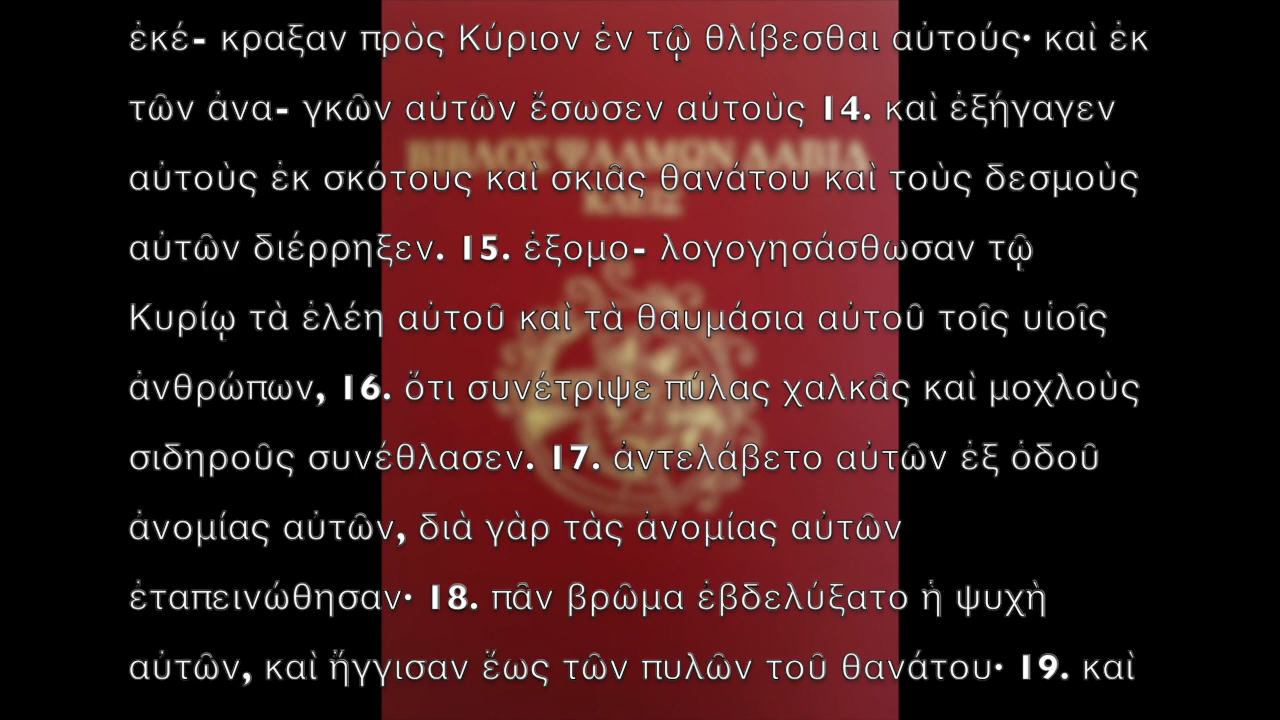 ἐκέ- κραξαν πρὸς Κύριον ἐν τῷ θλίβεσθαι αὐτούς· καὶ ἐκ
τῶν ἀνα- γκῶν αὐτῶν ἔσωσεν αὐτοὺς 14. καὶ ἐξήγαγεν
ΒΙΒΛΟΣ ΨΑΛΜΩΝ ΔΑΒΙΔ
αὐτοὺς ἐκ σκότους καὶ σκιᾶς θανάτου καὶ τοὺς δεσμοὺς
αὐτῶν διέρρηξεν. 15. ἐξομο- λογογησάσθωσαν τῷ
Κυρίῳ τὰ ἐλέη αὐτοῦ καὶ τὰ θαυμάσια αὐτοῦ τοῖς υἱοῖς
ἀνθρώπων, 16. ὅτι συνέτριψε πύλας χαλκᾶς καὶ μοχλοὺς
σιδηροῦς συνέθλασεν. 17. ἀντελάβετο αὐτῶν ἐξ ὁδοῦ
ἀνομίας αὐτῶν, διὰ γὰρ τὰς ἀνομίας αὐτῶν
ἐταπεινώθησαν· 18. πᾶν βρῶμα ἐβδελύξατο ἡ ψυχὴ
αὐτῶν, καὶ ἤγγισαν ἕως τῶν πυλῶν τοῦ θανάτου· 19. καὶ